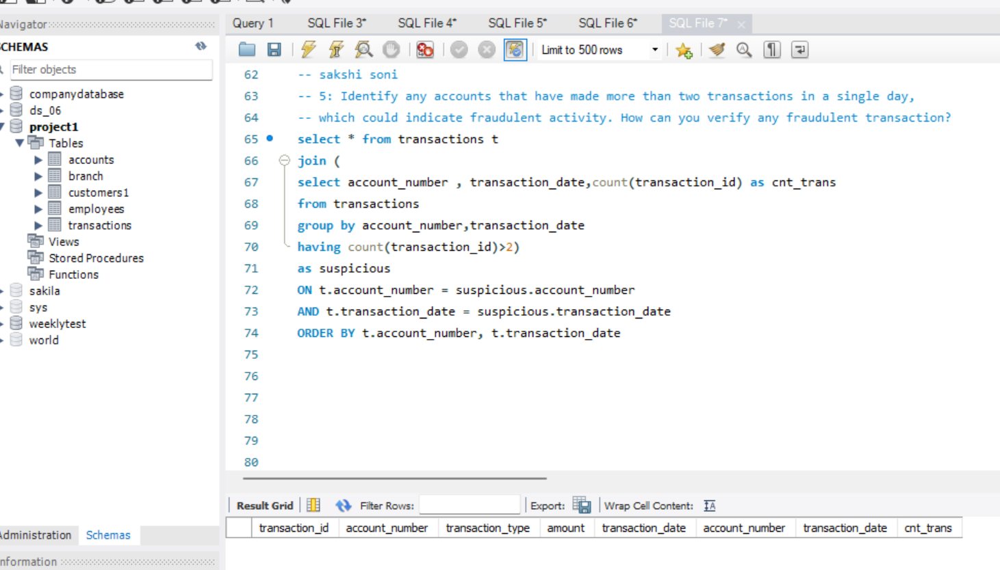 Navigator
SCHEMAS
Filter objects
companydatabase
ds_06
project1
Tables
accounts
branch
customers1
employees
transactions
Views
Stored Procedures
Functions
sakila
sys
weeklytest
world
Administration Schemas
Information
Query 1 SQL File 3* SQL File 4* SQL File 5* SQL File 6* SQL File 7*
Limit to 500 rows
62 -- sakshi soni
63 -- 5: Identify any accounts that have made more than two transactions in a single day,
64 -- which could indicate fraudulent activity. How can you verify any fraudulent transaction?
65 select * from transactions t
66 join (
67 select account_number , transaction_date,count(transaction_id) as cnt_trans
68 from transactions
69 group by account_number,transaction_date
70 having count(transaction_id)>2)
71 as suspicious
72 ON t.account_number = suspicious.account_number
73 AND t.transaction_date = suspicious.transaction_date
74 ORDER BY t.account_number, t.transaction_date
75
76
77
78
79
80
Result Grid Filter Rows: Export: Wrap Cell Content: IA
transaction_id account_number transaction_type amount transaction_date account_number transaction_date cnt_trans